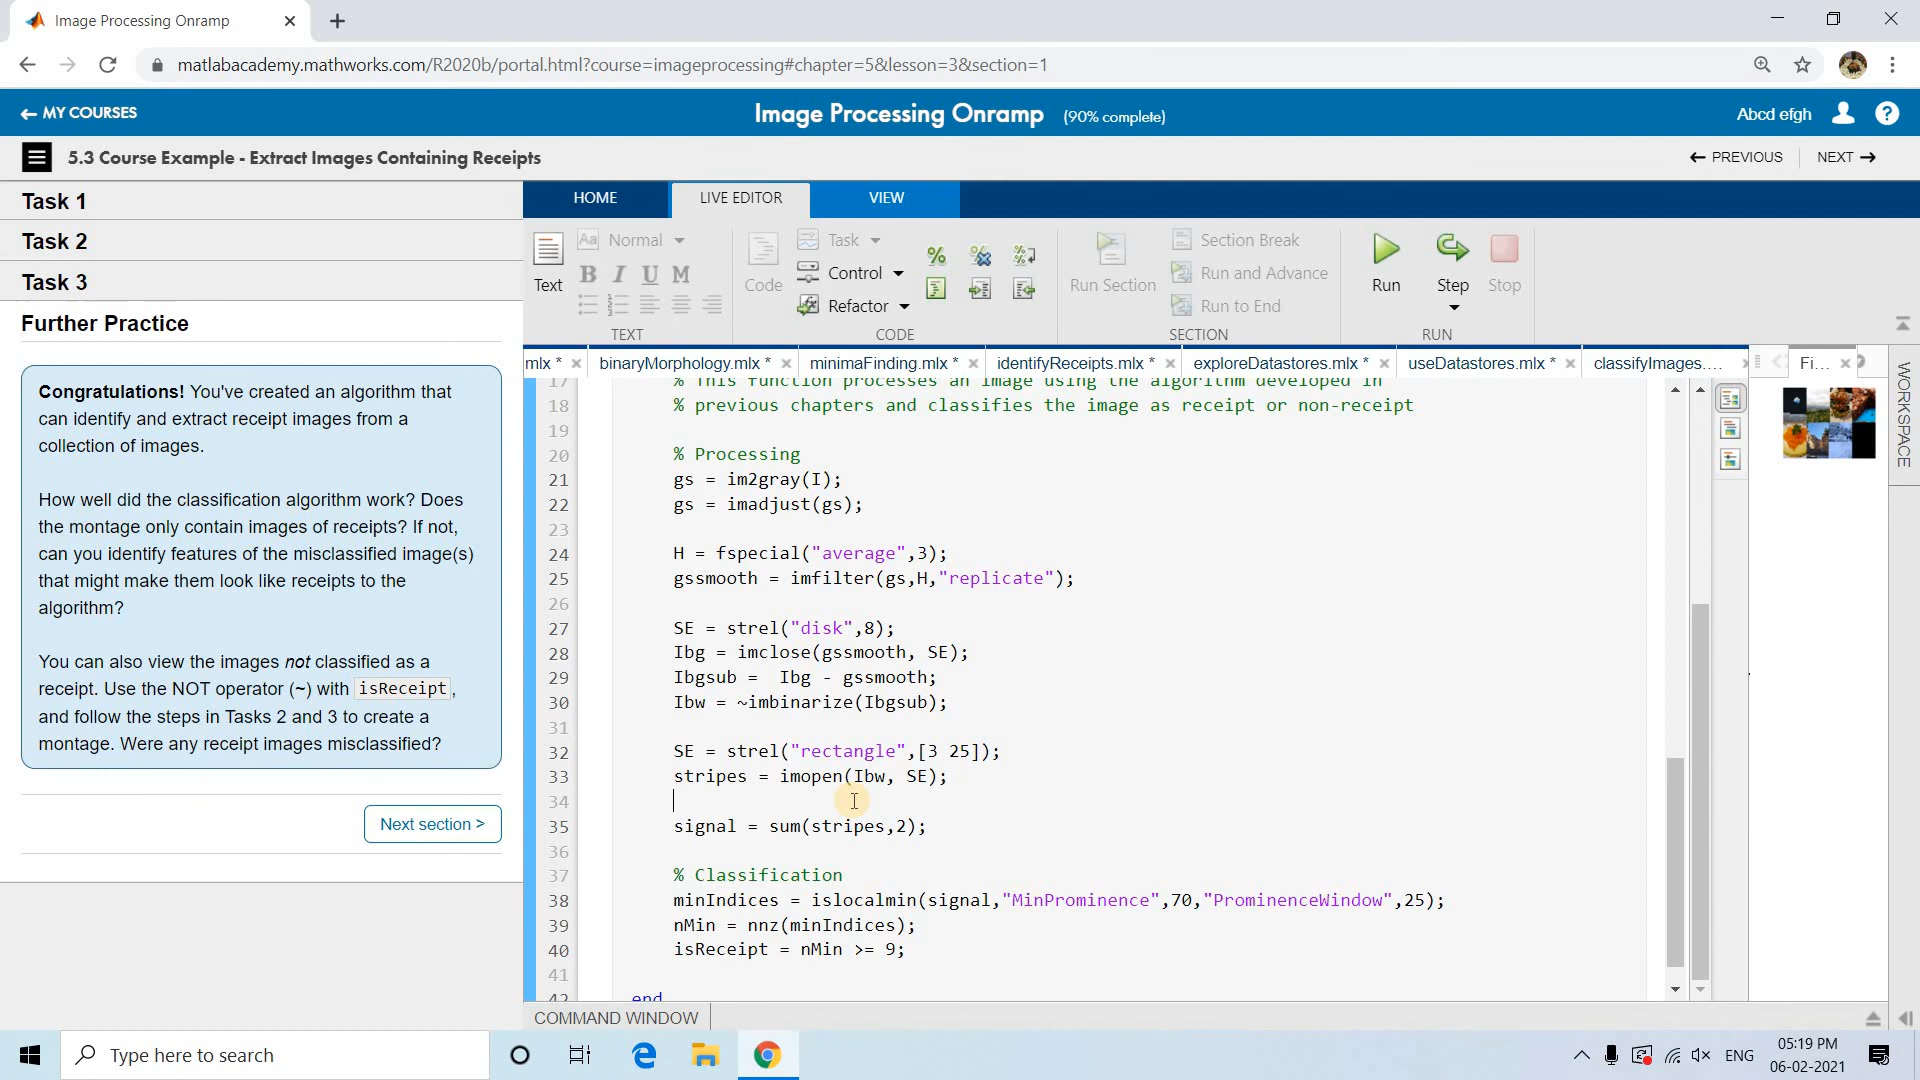 Image Processing Onramp
matlabacademy.mathworks.com/R2020b/portal.html?course=imageprocessing#chapter=5&lesson=3&section=1
← MY COURSES
Image Processing Onramp (90% complete)
Abcd efgh
5.3 Course Example - Extract Images Containing Receipts
← PREVIOUS
NEXT →
Task 1
Task 2
Task 3
Further Practice
Congratulations! You've created an algorithm that
can identify and extract receipt images from a
collection of images.
How well did the classification algorithm work? Does
the montage only contain images of receipts? If not,
can you identify features of the misclassified image(s)
that might make them look like receipts to the
algorithm?
You can also view the images not classified as a
receipt. Use the NOT operator (~) with isReceipt,
and follow the steps in Tasks 2 and 3 to create a
montage. Were any receipt images misclassified?
Next section >
HOME
LIVE EDITOR
VIEW
Text
Aa Normal
B I U M
TEXT
Code
Task
Control
Refactor
CODE
Run Section
Section Break
Run and Advance
Run to End
SECTION
Run
Step
Stop
RUN
mlx *
binaryMorphology.mlx *
minimaFinding.mlx *
identifyReceipts.mlx *
exploreDatastores.mlx *
useDatastores.mlx *
classifyImages....
Fi...
WORKSPACE
17 % This function processes an image using the algorithm developed in
18 % previous chapters and classifies the image as receipt or non-receipt
19
20 % Processing
21 gs = im2gray(I);
22 gs = imadjust(gs);
23
24 H = fspecial("average",3);
25 gssmooth = imfilter(gs,H,"replicate");
26
27 SE = strel("disk",8);
28 Ibg = imclose(gssmooth, SE);
29 Ibgsub =  Ibg - gssmooth;
30 Ibw = ~imbinarize(Ibgsub);
31
32 SE = strel("rectangle",[3 25]);
33 stripes = imopen(Ibw, SE);
34
35 signal = sum(stripes,2);
36
37 % Classification
38 minIndices = islocalmin(signal,"MinProminence",70,"ProminenceWindow",25);
39 nMin = nnz(minIndices);
40 isReceipt = nMin >= 9;
41
42 end
COMMAND WINDOW
Type here to search
ENG
05:19 PM
06-02-2021